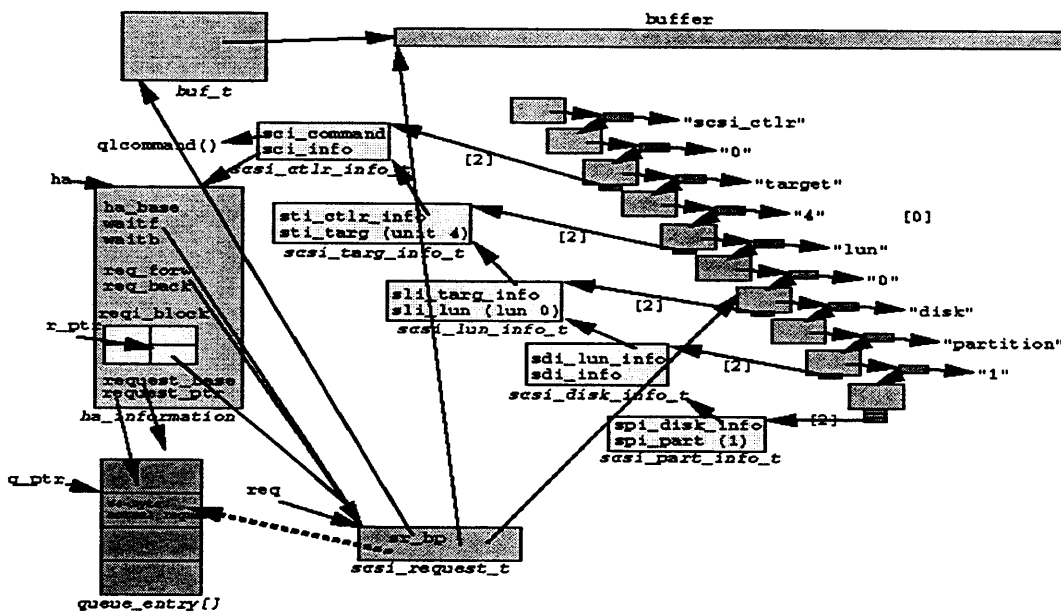 buffer
buf_t
"scsi_ctlr"
qlcommand()
sci_command
sci_info
scsi_ctlr_info_t
[2]
"0"
"target"
ha
ha_base
waitf
waitb
req_forw
req_back
reqi_block
r_ptr
request_base
request_ptr
ha_information
sti_ctlr_info
sti_targ (unit 4)
scsi_targ_info_t
[2]
"4"
[0]
"lun"
"0"
sli_targ_info
sli_lun (lun 0)
scsi_lun_info_t
[2]
"disk"
"partition"
sdi_lun_info
sdi_info
scsi_disk_info_t
[2]
"1"
spi_disk_info
spi_part (1)
scsi_part_info_t
[2]
q_ptr
req
sr_bp
scsi_request_t
queue_entry[]